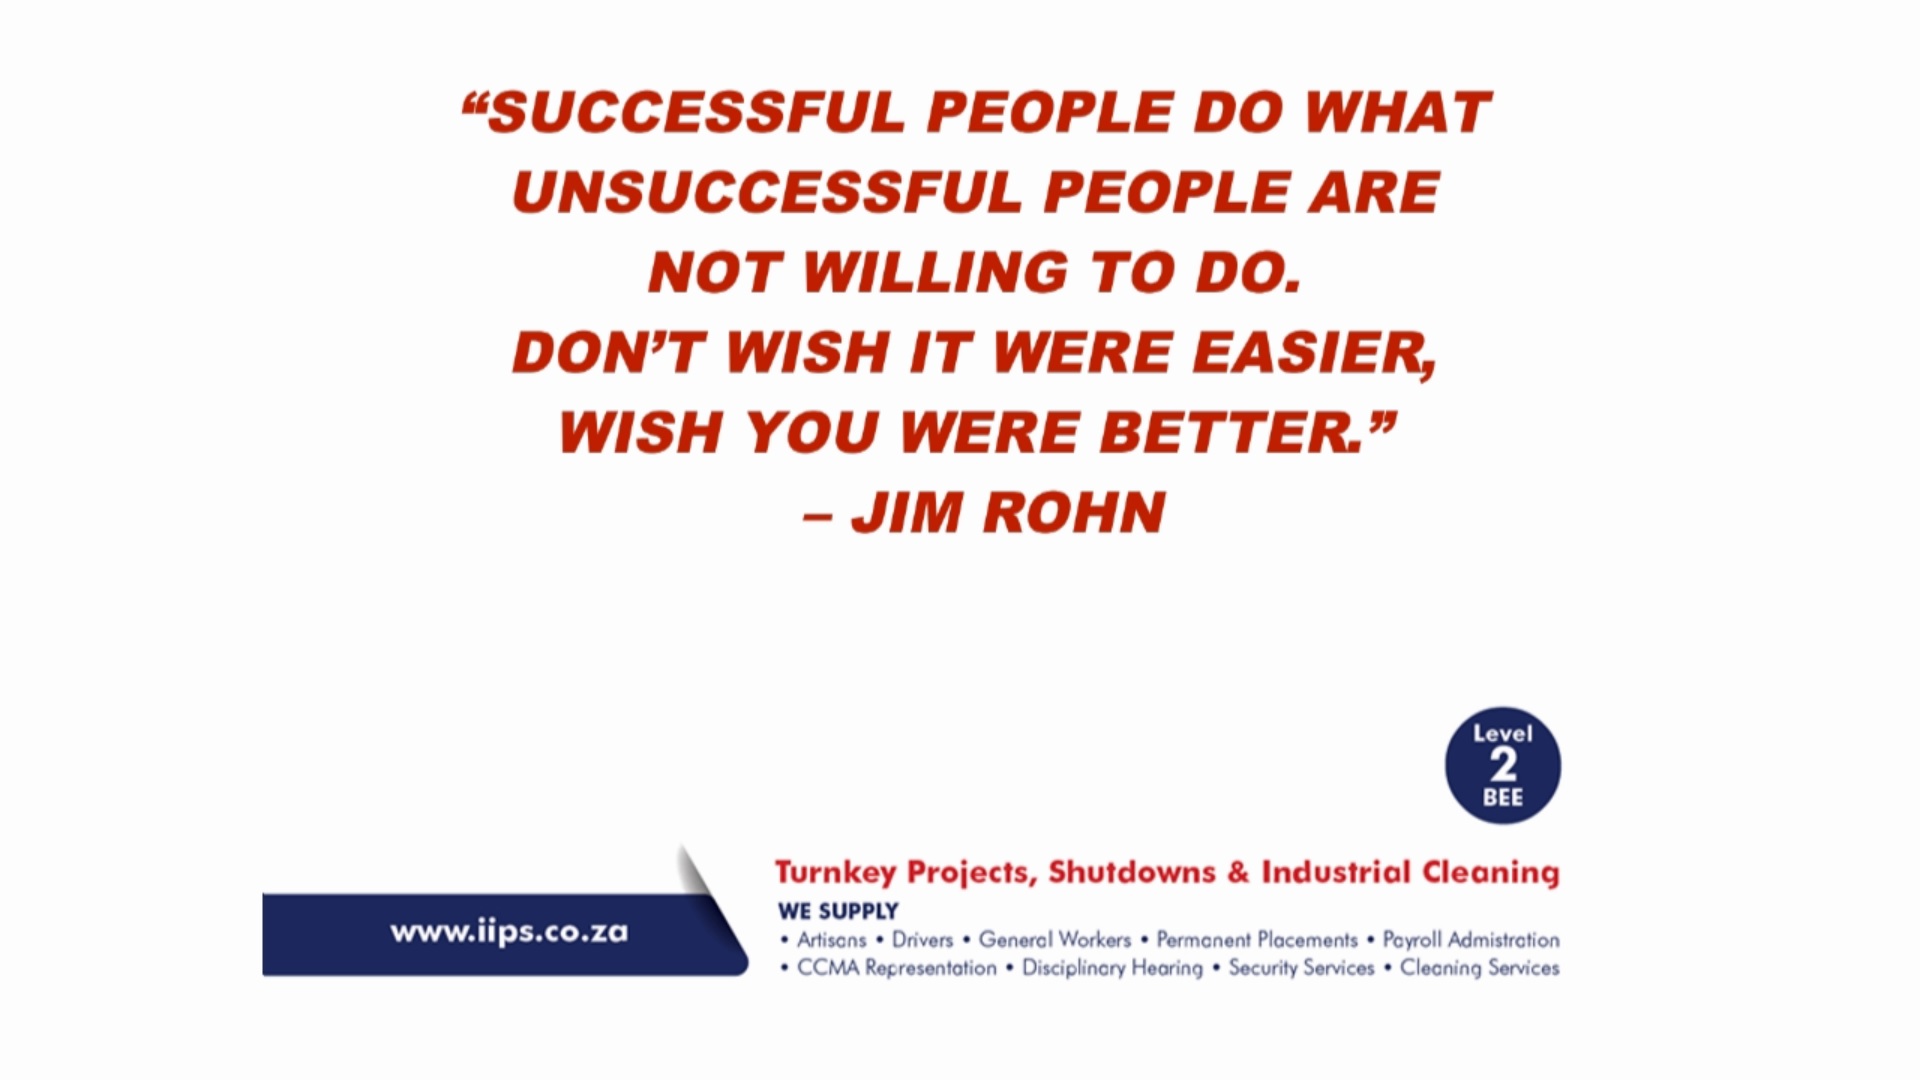 “SUCCESSFUL PEOPLE DO WHAT
UNSUCCESSFUL PEOPLE ARE
NOT WILLING TO DO.
DON’T WISH IT WERE EASIER,
WISH YOU WERE BETTER.”
– JIM ROHN
Level
2
BEE
www.iips.co.za
Turnkey Projects, Shutdowns & Industrial Cleaning
WE SUPPLY
• Artisans • Drivers • General Workers • Permanent Placements • Payroll Admistration
• CCMA Representation • Disciplinary Hearing • Security Services • Cleaning Services